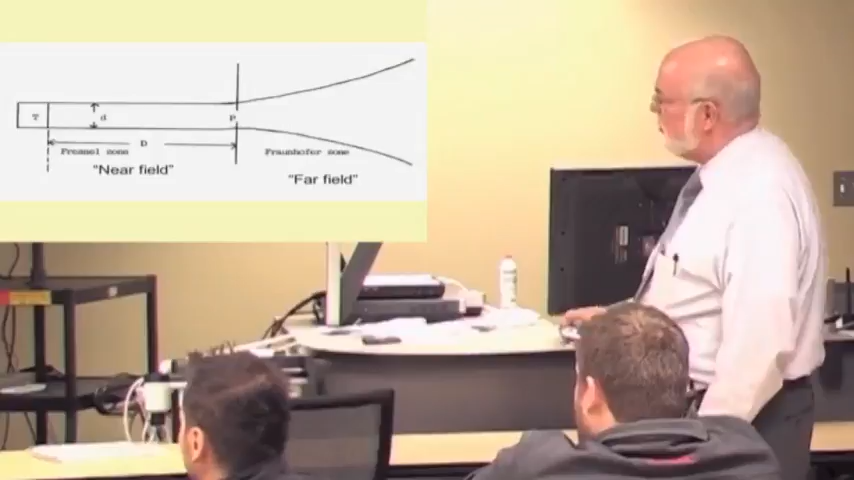 T
d
P
D
Fresnel zone
Fraunhofer zone
"Near field"
"Far field"